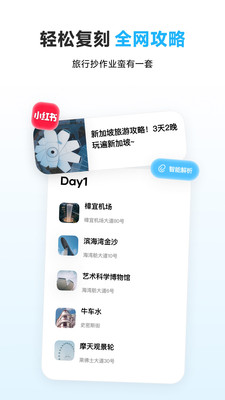 轻松复刻 全网攻略
旅行抄作业蛮有一套
小红书
新加坡旅游攻略！3天2晚
玩遍新加坡~
智能解析
Day1
樟宜机场
樟宜机场大道80号
滨海湾金沙
海湾舫大道10号
艺术科学博物馆
海湾舫大道6号
牛车水
史密斯街
摩天观景轮
莱佛士大道30号